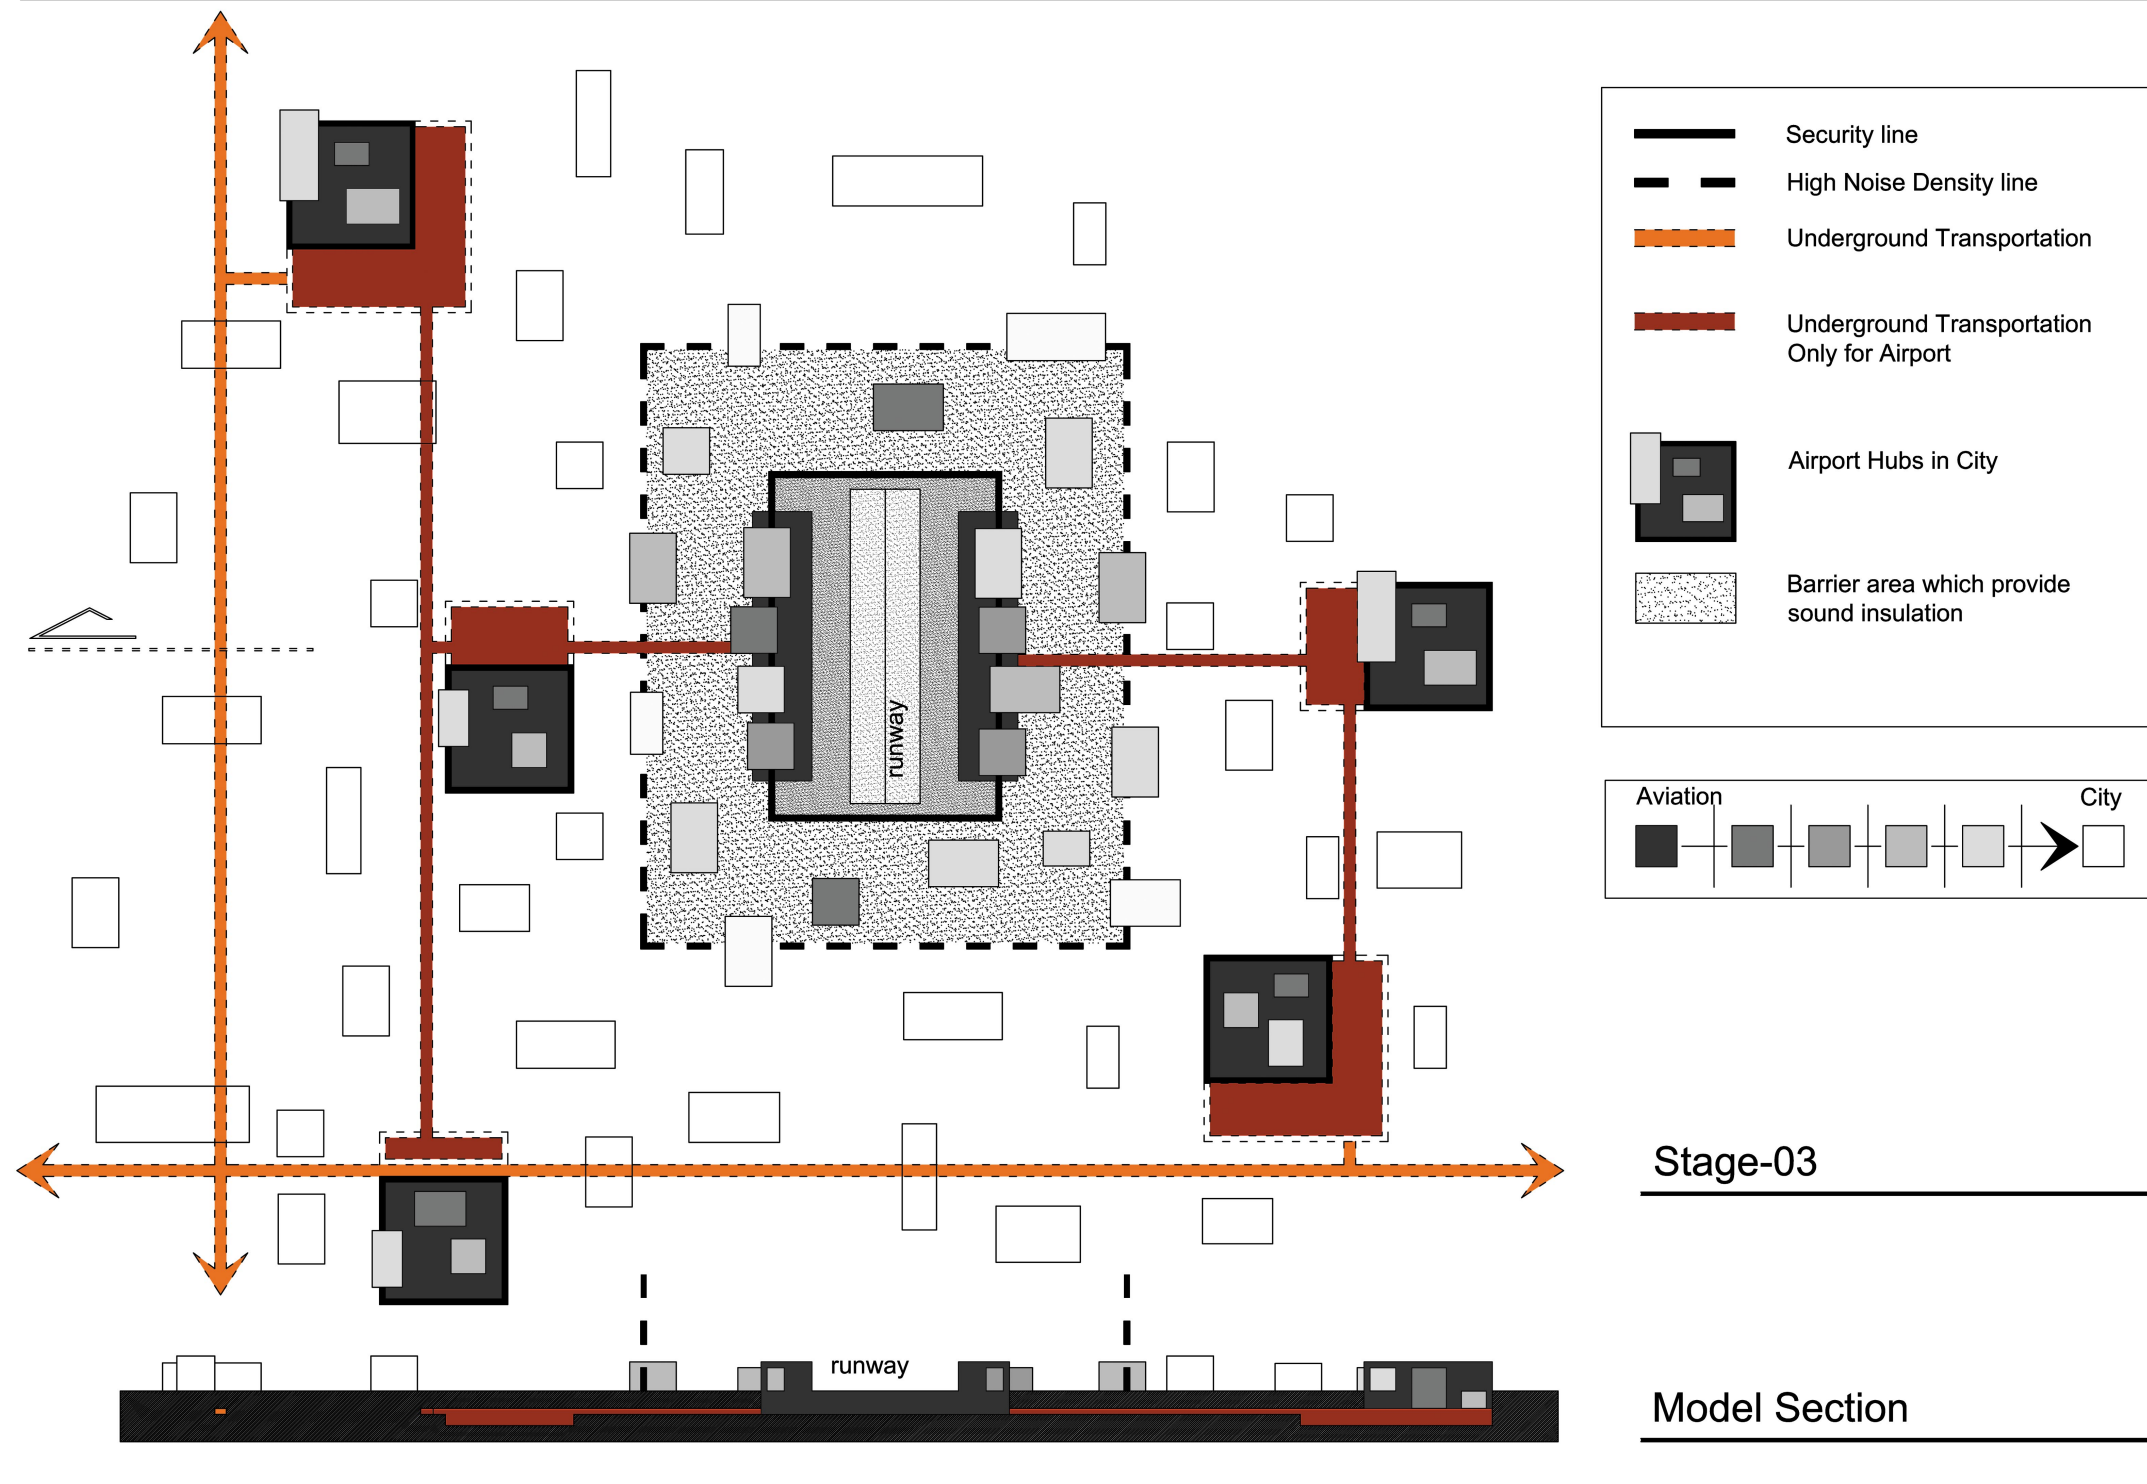 Security line
High Noise Density line
Underground Transportation
Underground Transportation
Only for Airport
Airport Hubs in City
Barrier area which provide
sound insulation
runway
Aviation
City
Stage-03
runway
Model Section